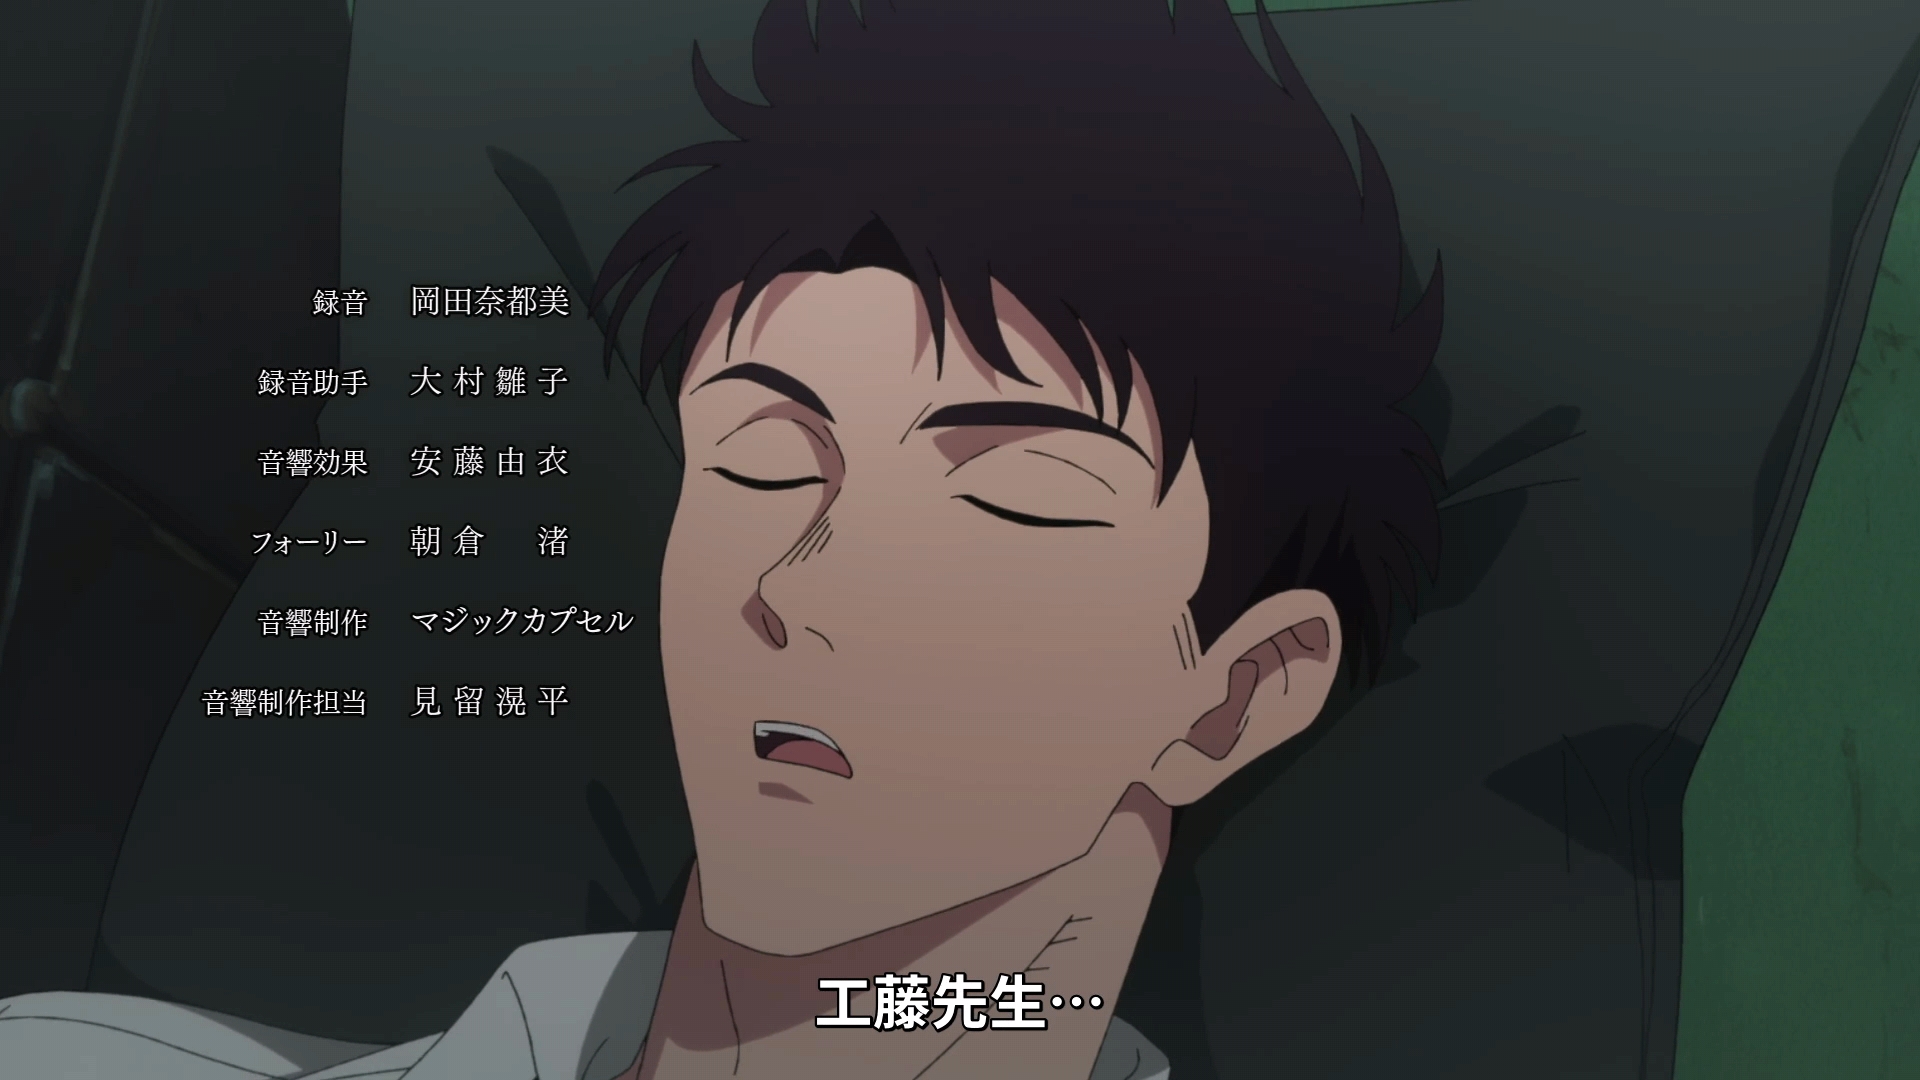 録音 岡田奈都美
録音助手 大村雛子
音響効果 安藤由衣
フォーリー 朝倉 渚
音響制作 マジックカプセル
音響制作担当 見留滉平
工藤先生…